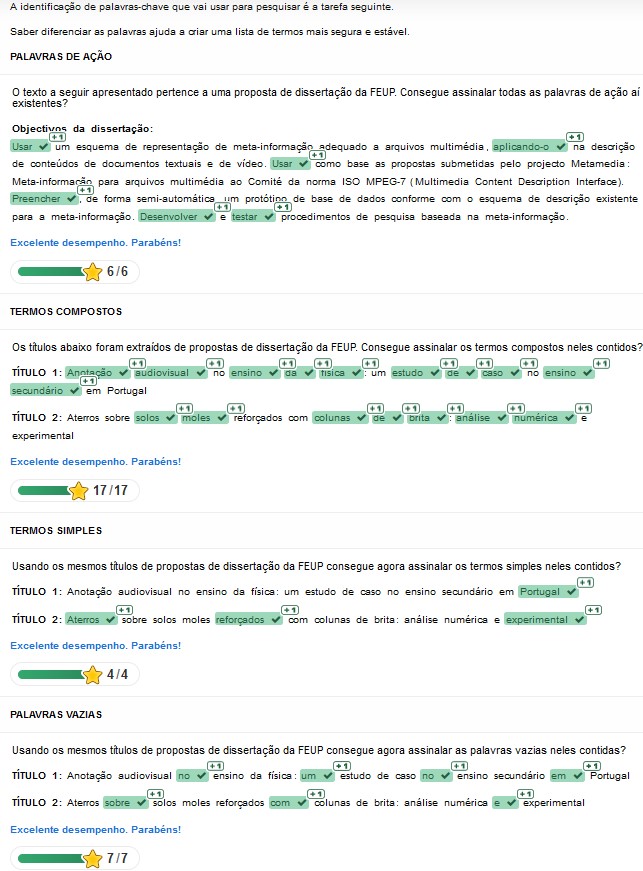 A identificação de palavras-chave que vai usar para pesquisar é a tarefa seguinte.
Saber diferenciar as palavras ajuda a criar uma lista de termos mais segura e estável.
PALAVRAS DE AÇÃO
O texto a seguir apresentado pertence a uma proposta de dissertação da FEUP. Consegue assinalar todas as palavras de ação aí
existentes?
Objectivos da dissertação:
+1 +1
Usar um esquema de representação de meta-informação adequado a arquivos multimédia, aplicando-o na descrição
+1
de conteúdos de documentos textuais e de vídeo. Usar como base as propostas submetidas pelo projecto Metamedia:
Meta-informação para arquivos multimédia ao Comité da norma ISO MPEG-7 (Multimedia Content Description Interface).
+1
Preencher, de forma semi-automática, um protótipo de base de dados conforme com o esquema de descrição existente
+1 +1
para a meta-informação. Desenvolver e testar procedimentos de pesquisa baseada na meta-informação.
Excelente desempenho. Parabéns!
6/6
TERMOS COMPOSTOS
Os títulos abaixo foram extraídos de propostas de dissertação da FEUP. Consegue assinalar os termos compostos neles contidos?
+1 +1 +1 +1 +1 +1 +1 +1 +1
TÍTULO 1: Anotação audiovisual no ensino da física: um estudo de caso no ensino
+1
secundário em Portugal
+1 +1 +1 +1 +1 +1 +1
TÍTULO 2: Aterros sobre solos moles reforçados com colunas de brita: análise numérica e
experimental
Excelente desempenho. Parabéns!
17/17
TERMOS SIMPLES
Usando os mesmos títulos de propostas de dissertação da FEUP consegue agora assinalar os termos simples neles contidos?
+1
TÍTULO 1: Anotação audiovisual no ensino da física: um estudo de caso no ensino secundário em Portugal
+1 +1 +1
TÍTULO 2: Aterros sobre solos moles reforçados com colunas de brita: análise numérica e experimental
Excelente desempenho. Parabéns!
4/4
PALAVRAS VAZIAS
Usando os mesmos títulos de propostas de dissertação da FEUP consegue agora assinalar as palavras vazias neles contidas?
+1 +1 +1 +1
TÍTULO 1: Anotação audiovisual no ensino da física: um estudo de caso no ensino secundário em Portugal
+1 +1 +1
TÍTULO 2: Aterros sobre solos moles reforçados com colunas de brita: análise numérica e experimental
Excelente desempenho. Parabéns!
7/7